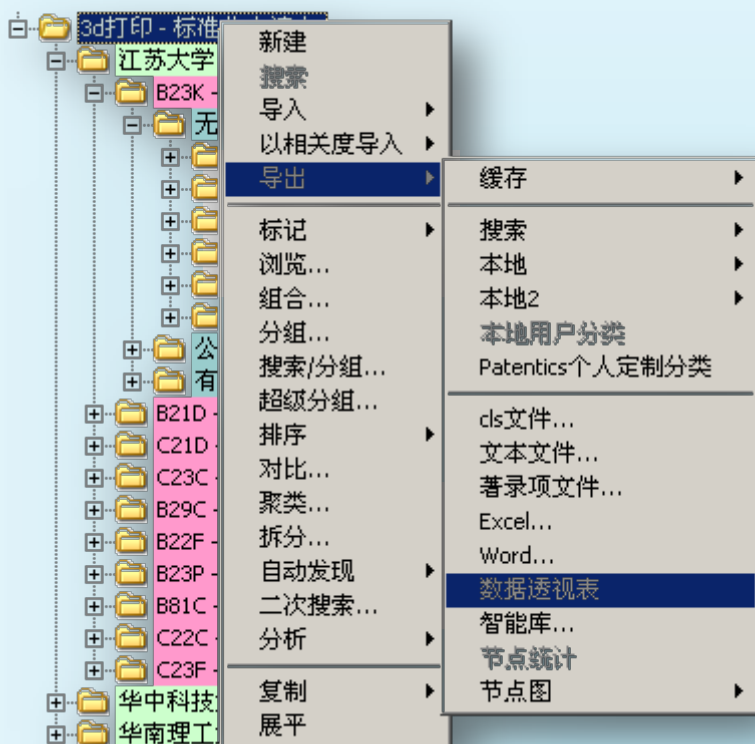 3d打印 - 标准
江苏大学
B23K -
无
公
有
B21D -
C21D -
C23C -
B29C -
B22F -
B23P -
B81C -
C22C -
C23F -
华中科技
华南理工
新建
搜索
导入
以相关度导入
导出
标记
浏览...
组合...
分组...
搜索/分组...
超级分组...
排序
对比...
聚类...
拆分...
自动发现
二次搜索...
分析
复制
展平
缓存
搜索
本地
本地2
本地用户分类
Patentics个人定制分类
cls文件...
文本文件...
著录项文件...
Excel...
Word...
数据透视表
智能库...
节点统计
节点图